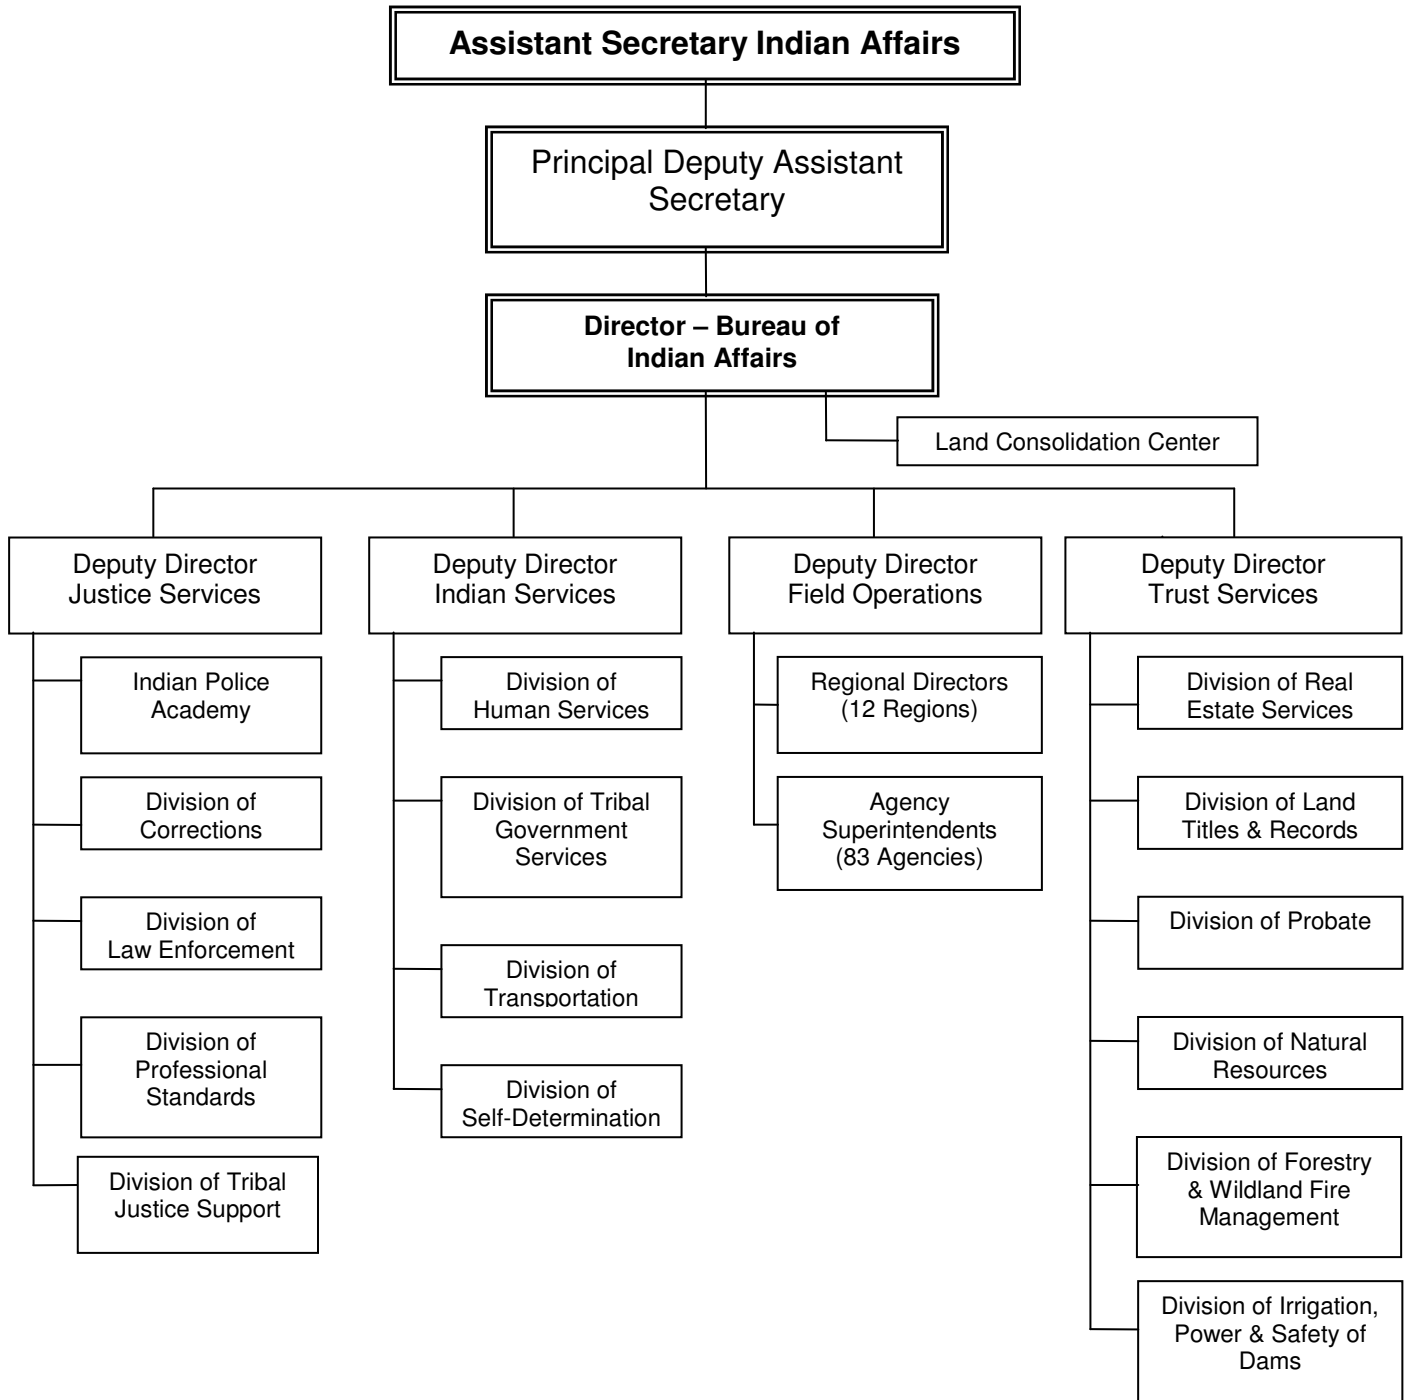 Assistant Secretary Indian Affairs
Principal Deputy Assistant
Secretary
Director – Bureau of
Indian Affairs
Land Consolidation Center
Deputy Director
Justice Services
Indian Police
Academy
Division of
Corrections
Division of
Law Enforcement
Division of
Professional
Standards
Division of Tribal
Justice Support
Deputy Director
Indian Services
Division of
Human Services
Division of Tribal
Government
Services
Division of
Transportation
Division of
Self-Determination
Deputy Director
Field Operations
Regional Directors
(12 Regions)
Agency
Superintendents
(83 Agencies)
Deputy Director
Trust Services
Division of Real
Estate Services
Division of Land
Titles & Records
Division of Probate
Division of Natural
Resources
Division of Forestry
& Wildland Fire
Management
Division of Irrigation,
Power & Safety of
Dams